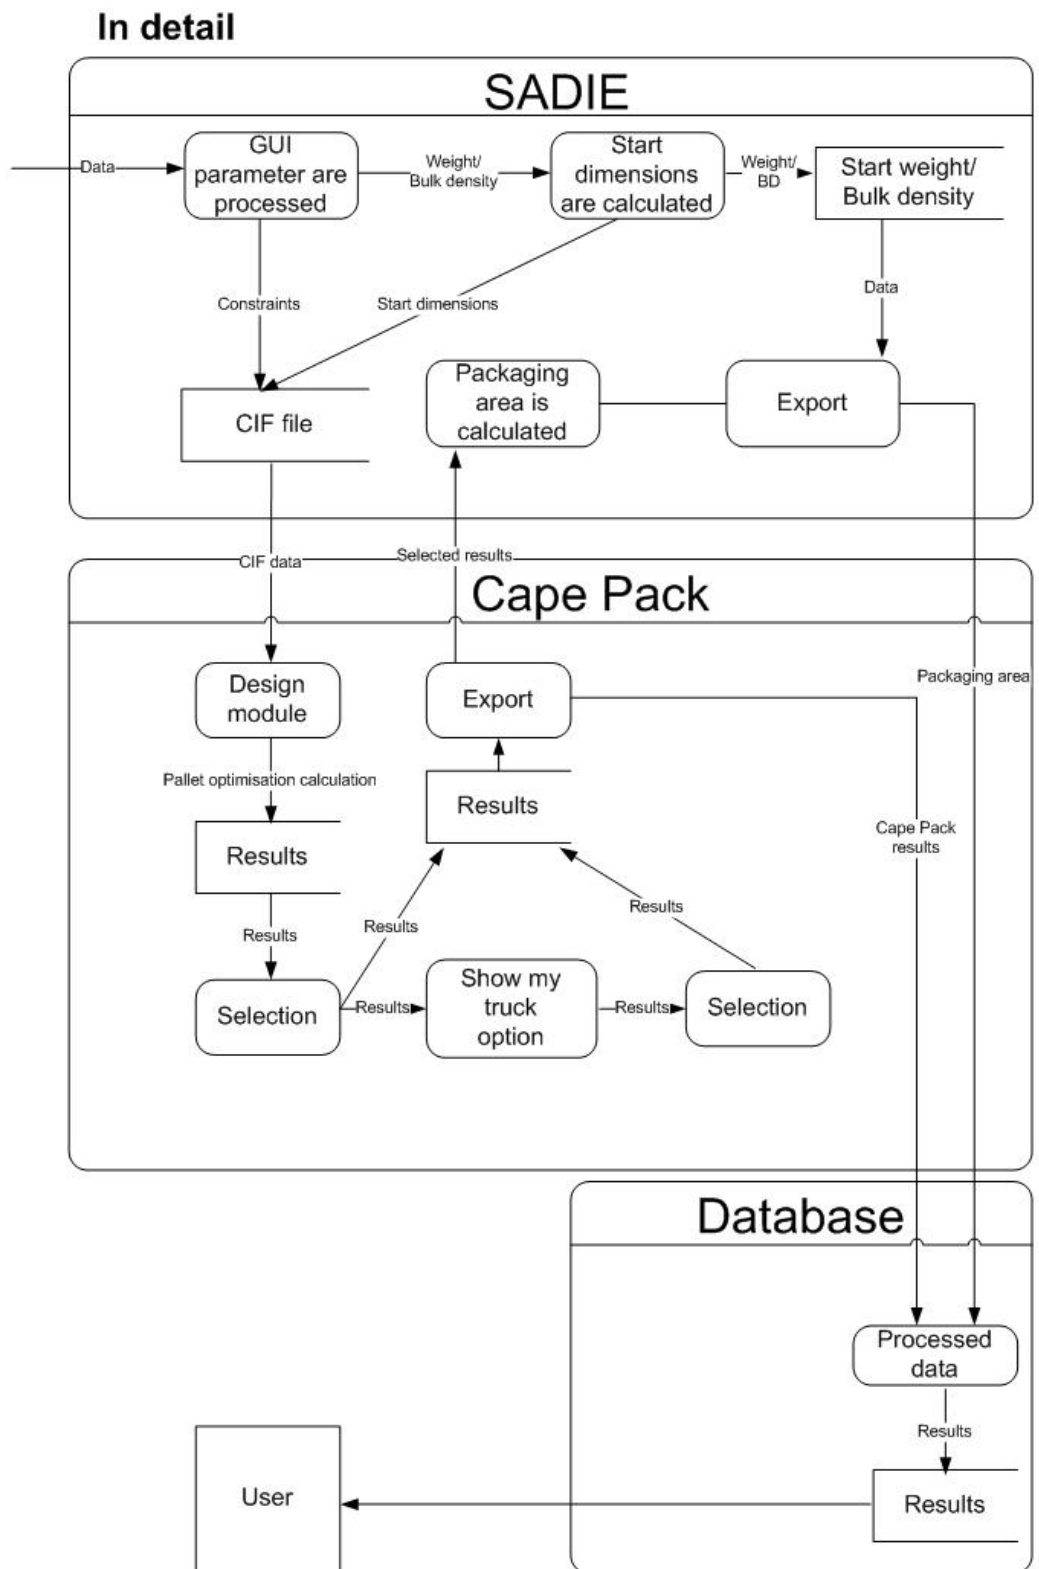 In detail
SADIE
Data
GUI
parameter are
processed
Weight/
Bulk density
Start
dimensions
are calculated
Weight/
BD
Start weight/
Bulk density
Constraints
Start dimensions
Data
CIF file
Packaging
area is
calculated
Export
CIF data
Selected results
Cape Pack
Design
module
Export
Packaging area
Pallet optimisation calculation
Results
Results
Cape Pack
results
Results
Results
Results
Selection
Results
Show my
truck
option
Results
Selection
Database
Processed
data
Results
User
Results